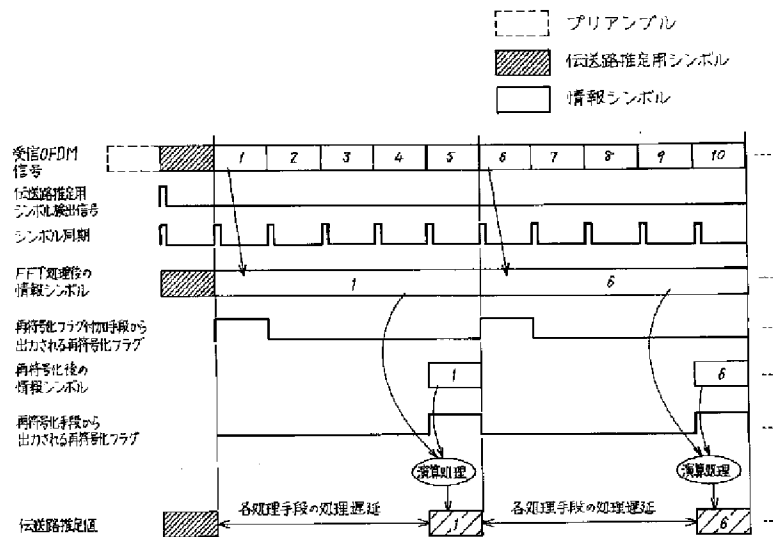 プリアンブル
伝送路推定用シンボル
情報シンボル
受信OFDM
信号
1 2 3 4 5 6 7 8 9 10
伝送路推定用
シンボル検出信号
シンボル同期
FFT処理後の
情報シンボル
1 6
再符号化フラグ付加手段から
出力される再符号化フラグ
再符号化後の
情報シンボル
1 6
再符号化手段から
出力される再符号化フラグ
演算処理 演算処理
各処理手段の処理遅延 各処理手段の処理遅延
伝送路推定値
1 6